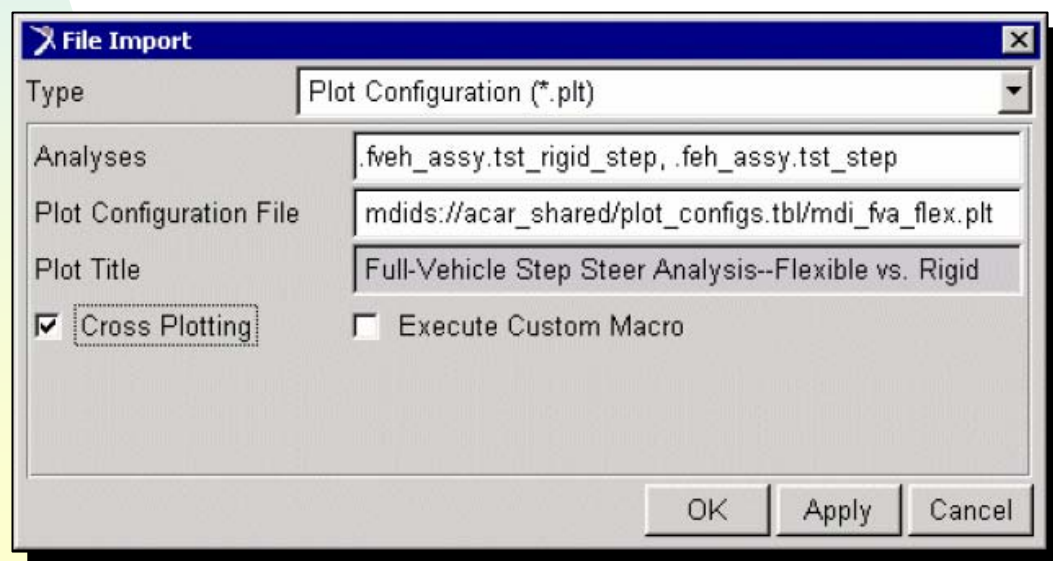 File Import
Type Plot Configuration (*.plt)
Analyses .fveh_assy.tst_rigid_step, .feh_assy.tst_step
Plot Configuration File mdids://acar_shared/plot_configs.tbl/mdi_fva_flex.plt
Plot Title Full-Vehicle Step Steer Analysis--Flexible vs. Rigid
Cross Plotting Execute Custom Macro
OK Apply Cancel